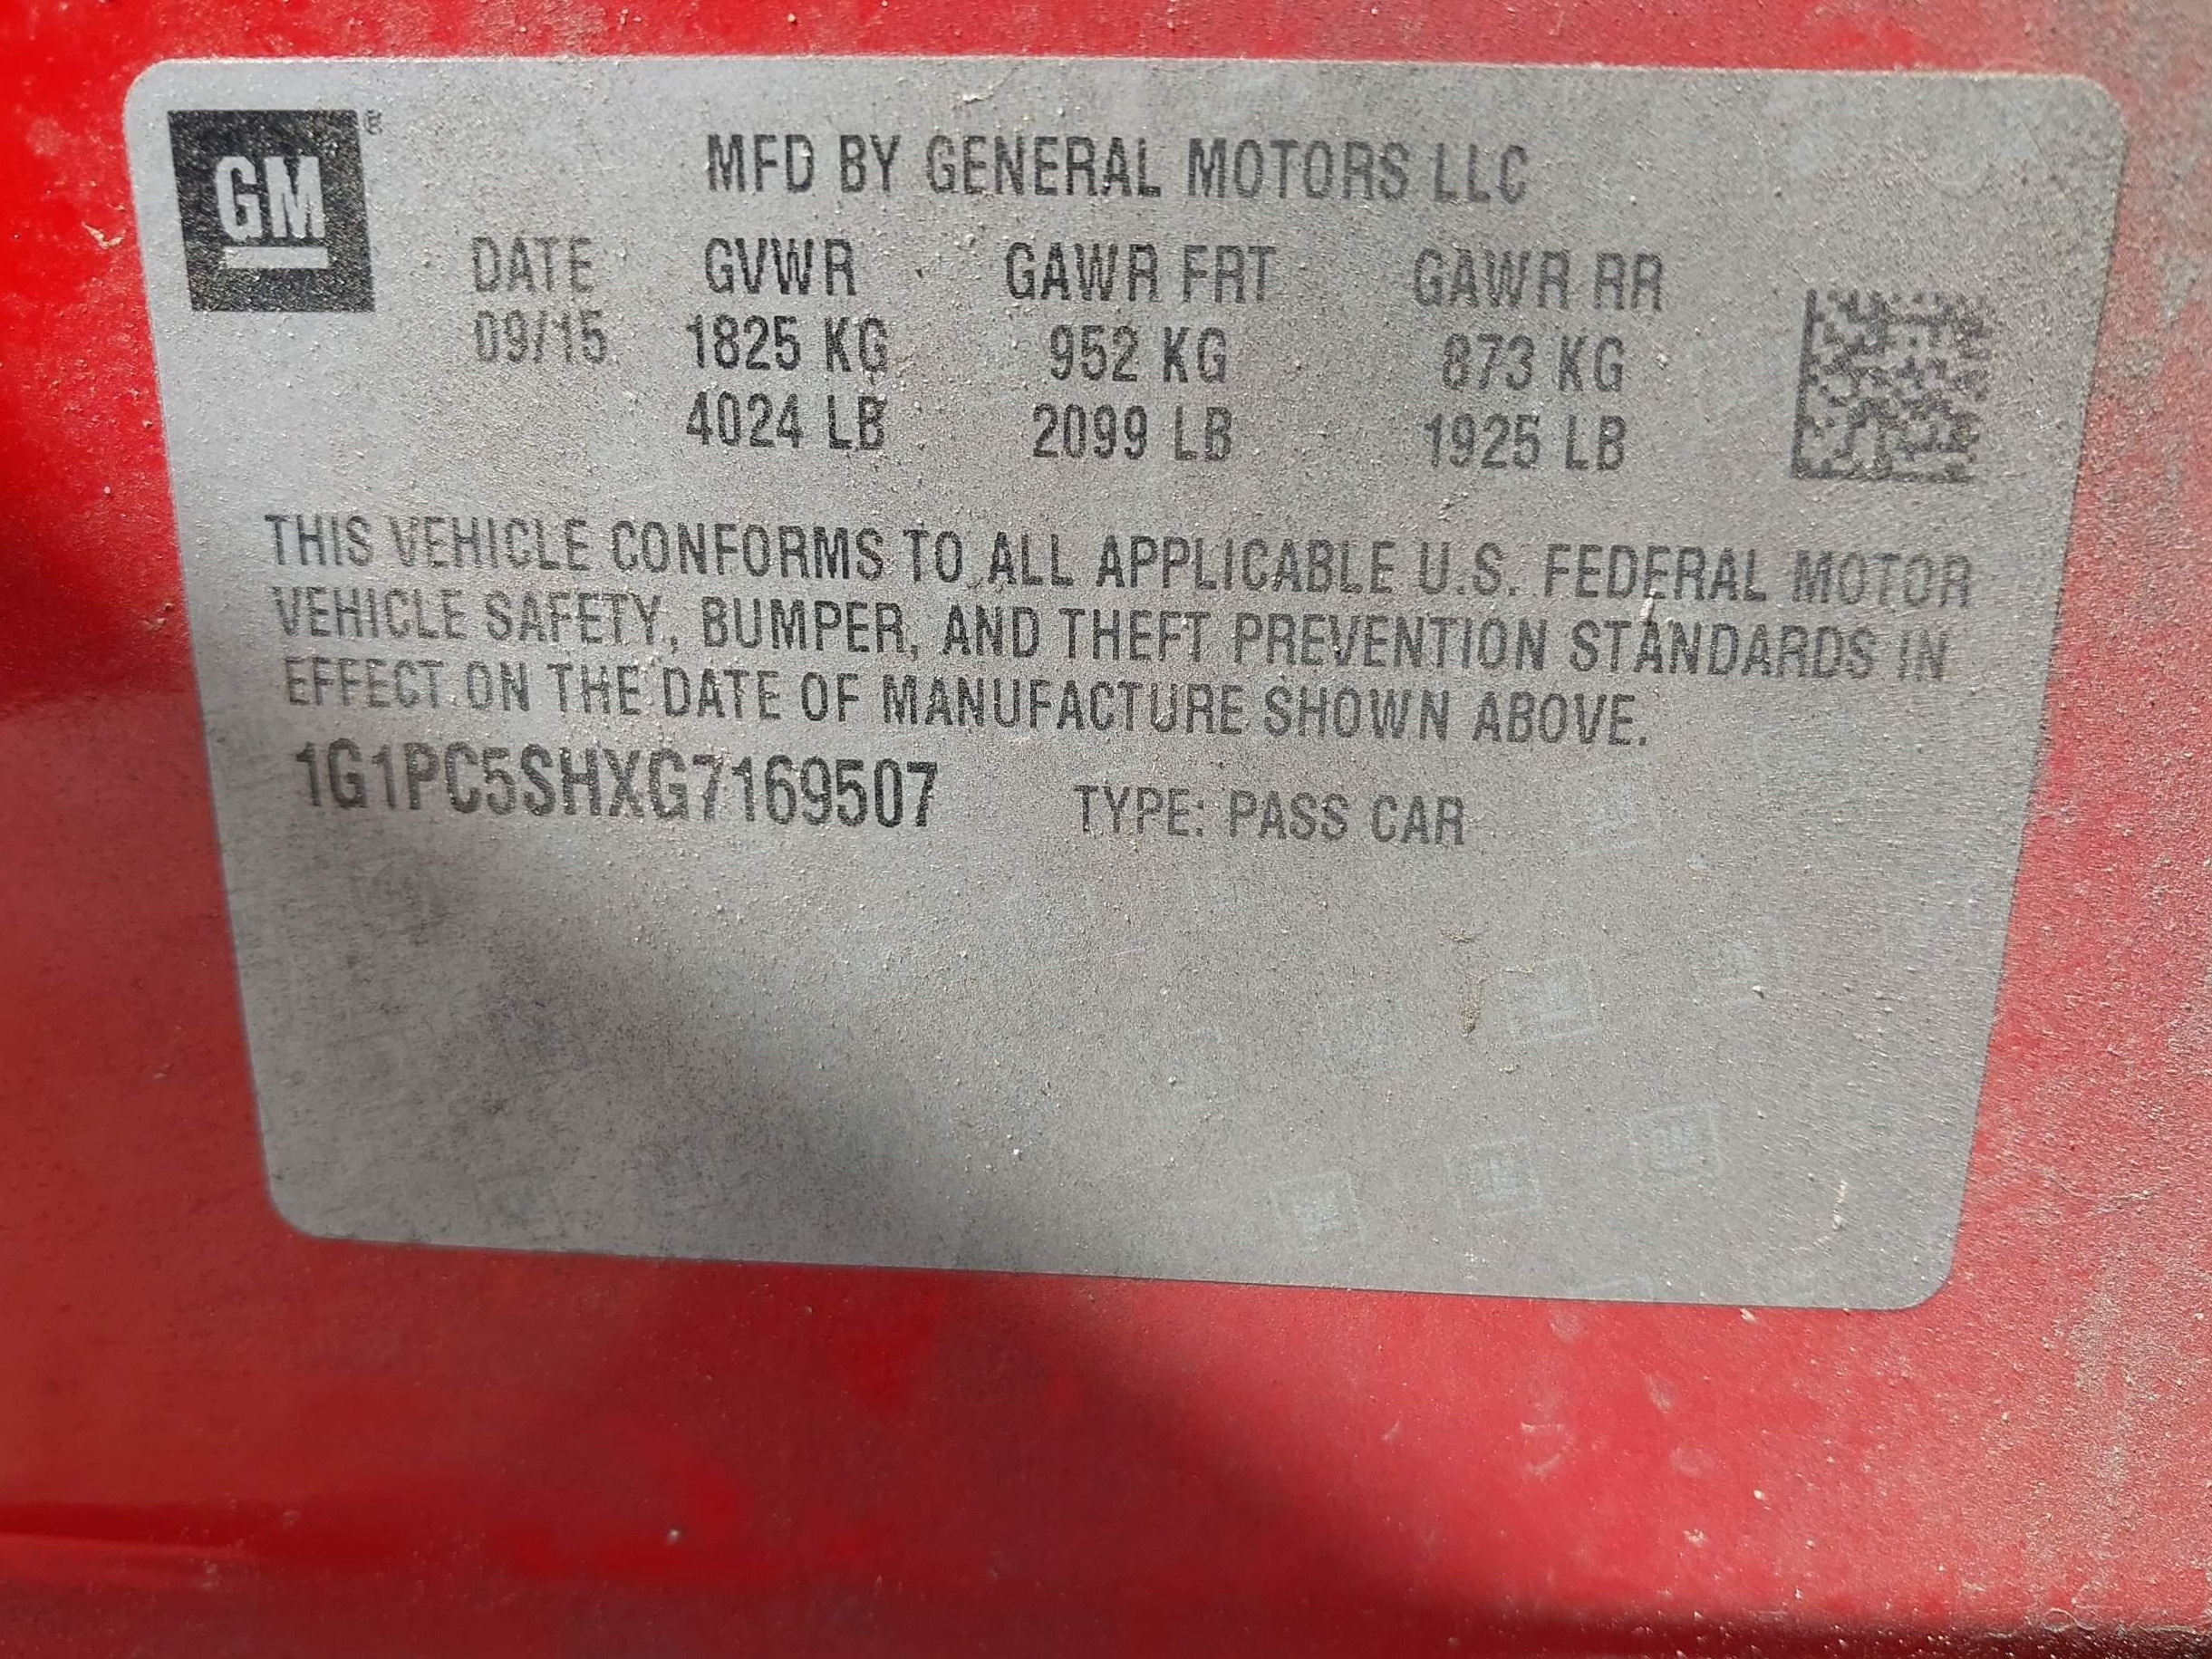 GM ®
MFD BY GENERAL MOTORS LLC
DATE GVWR GAWR FRT GAWR RR
09/15 1825 KG 952 KG 873 KG
4024 LB 2099 LB 1925 LB
THIS VEHICLE CONFORMS TO ALL APPLICABLE U.S. FEDERAL MOTOR
VEHICLE SAFETY, BUMPER, AND THEFT PREVENTION STANDARDS IN
EFFECT ON THE DATE OF MANUFACTURE SHOWN ABOVE.
1G1PC5SHXG7169507 TYPE: PASS CAR